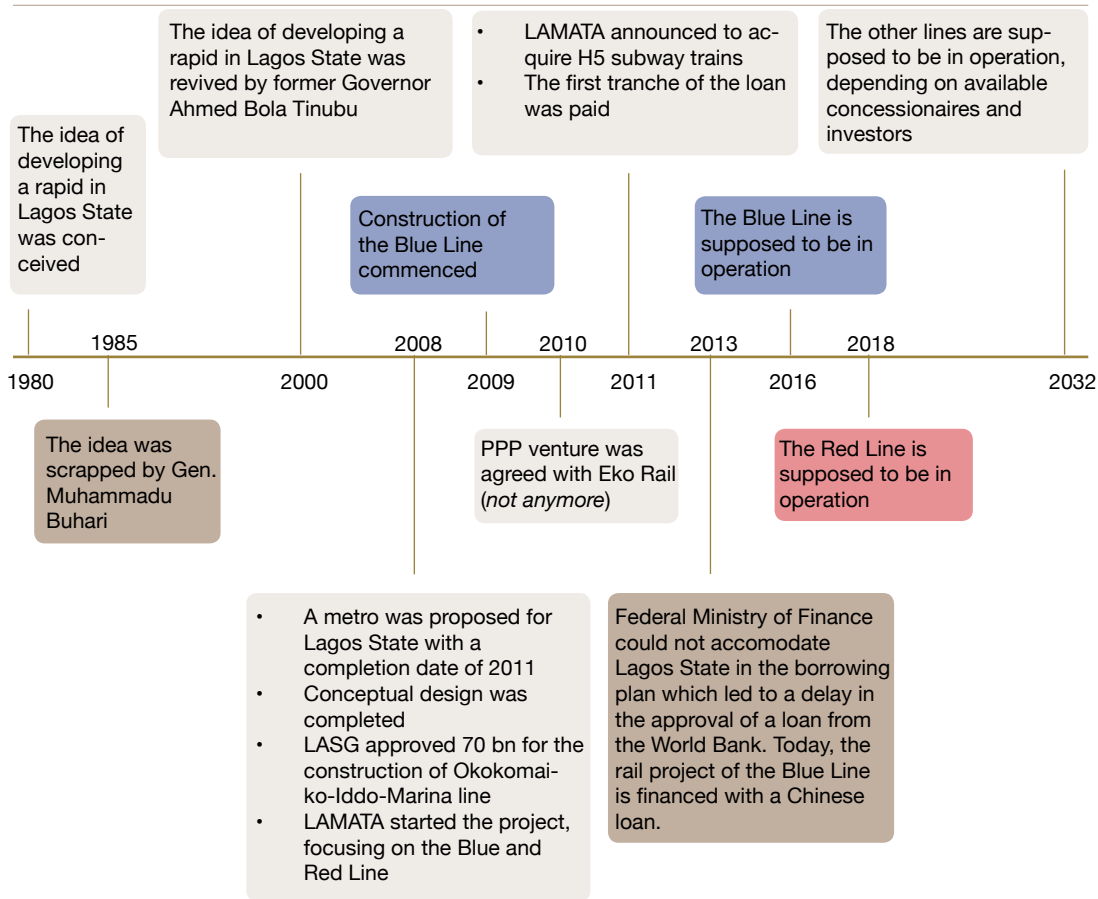 The idea of
developing
a rapid in
Lagos State
was con-
ceived
The idea of developing a
rapid in Lagos State was
revived by former Governor
Ahmed Bola Tinubu
• LAMATA announced to ac-
quire H5 subway trains
• The first tranche of the loan
was paid
The other lines are sup-
posed to be in operation,
depending on available
concessionaires and
investors
Construction of
the Blue Line
commenced
The Blue Line is
supposed to be in
operation
1985
2008
2010
2013
2018
1980
2000
2009
2011
2016
2032
The idea was
scrapped by Gen.
Muhammadu
Buhari
PPP venture was
agreed with Eko Rail
(not anymore)
The Red Line is
supposed to be in
operation
• A metro was proposed for
Lagos State with a
completion date of 2011
• Conceptual design was
completed
• LASG approved 70 bn for the
construction of Okokomai-
ko-Iddo-Marina line
• LAMATA started the project,
focusing on the Blue and
Red Line
Federal Ministry of Finance
could not accomodate
Lagos State in the borrowing
plan which led to a delay in
the approval of a loan from
the World Bank. Today, the
rail project of the Blue Line
is financed with a Chinese
loan.